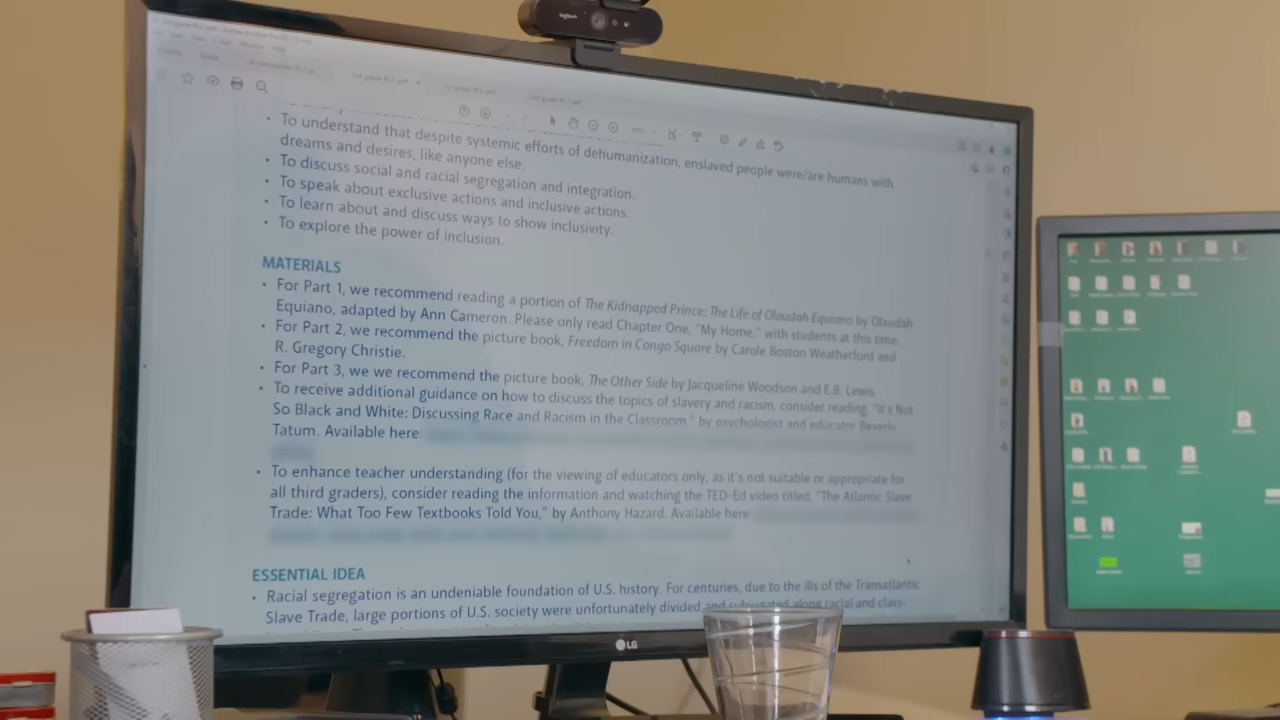 logitech
3rd grade RLC.pdf
• To understand that despite systemic efforts of dehumanization, enslaved people were/are humans with
dreams and desires, like anyone else.
• To discuss social and racial segregation and integration.
• To speak about exclusive actions and inclusive actions.
• To learn about and discuss ways to show inclusivity.
• To explore the power of inclusion.
MATERIALS
• For Part 1, we recommend reading a portion of The Kidnapped Prince: The Life of Olaudah Equiano by Olaudah
Equiano, adapted by Ann Cameron. Please only read Chapter One, "My Home," with students at this time.
• For Part 2, we recommend the picture book, Freedom in Congo Square by Carole Boston Weatherford and
R. Gregory Christie.
• For Part 3, we we recommend the picture book, The Other Side by Jacqueline Woodson and E.B. Lewis.
• To receive additional guidance on how to discuss the topics of slavery and racism, consider reading, "It's Not
So Black and White: Discussing Race and Racism in the Classroom " by psychologist and educator Beverly
Tatum. Available here:
• To enhance teacher understanding (for the viewing of educators only, as it's not suitable or appropriate for
all third graders), consider reading the information and watching the TED-Ed video titled, "The Atlantic Slave
Trade: What Too Few Textbooks Told You," by Anthony Hazard. Available here:
ESSENTIAL IDEA
• Racial segregation is an undeniable foundation of U.S. history. For centuries, due to the ills of the Transatlantic
Slave Trade, large portions of U.S. society were unfortunately divided and subjugated along racial and class-
LG